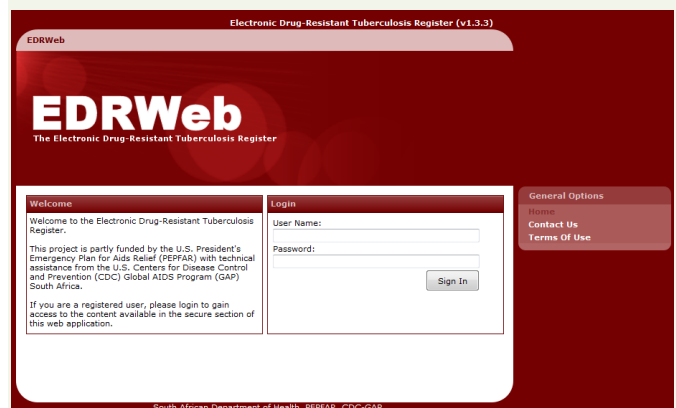 Electronic Drug-Resistant Tuberculosis Register (v1.3.3)
EDRWeb
EDRWeb
The Electronic Drug-Resistant Tuberculosis Register
Welcome
Welcome to the Electronic Drug-Resistant Tuberculosis
Register.
This project is partly funded by the U.S. President's
Emergency Plan for Aids Relief (PEPFAR) with technical
assistance from the U.S. Centers for Disease Control
and Prevention (CDC) Global AIDS Program (GAP)
South Africa.
If you are a registered user, please login to gain
access to the content available in the secure section of
this web application.
Login
User Name:
Password:
Sign In
General Options
Home
Contact Us
Terms Of Use
South African Department of Health, PEPFAR, CDC-GAP